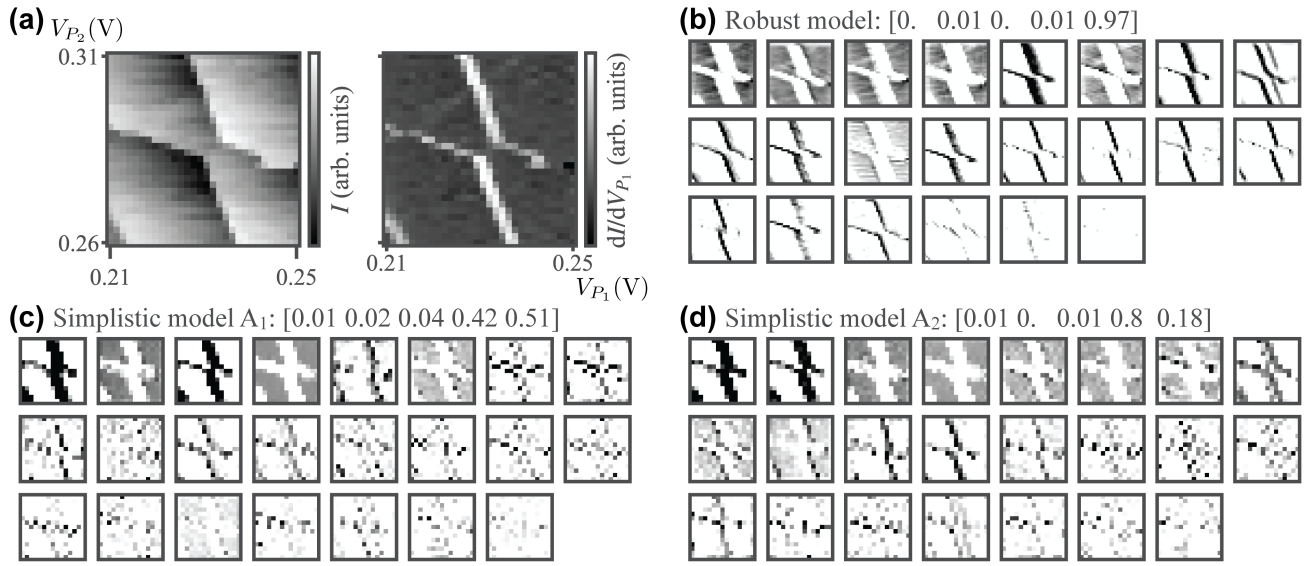 (a)
V_{P_2}(V)
0.31
0.26
0.21
0.25
I (arb. units)
0.21
0.25
V_{P_1}(V)
dI/dV_{P_1} (arb. units)
(b) Robust model: [0. 0.01 0. 0.01 0.97]
(c) Simplistic model A₁: [0.01 0.02 0.04 0.42 0.51]
(d) Simplistic model A₂: [0.01 0. 0.01 0.8 0.18]